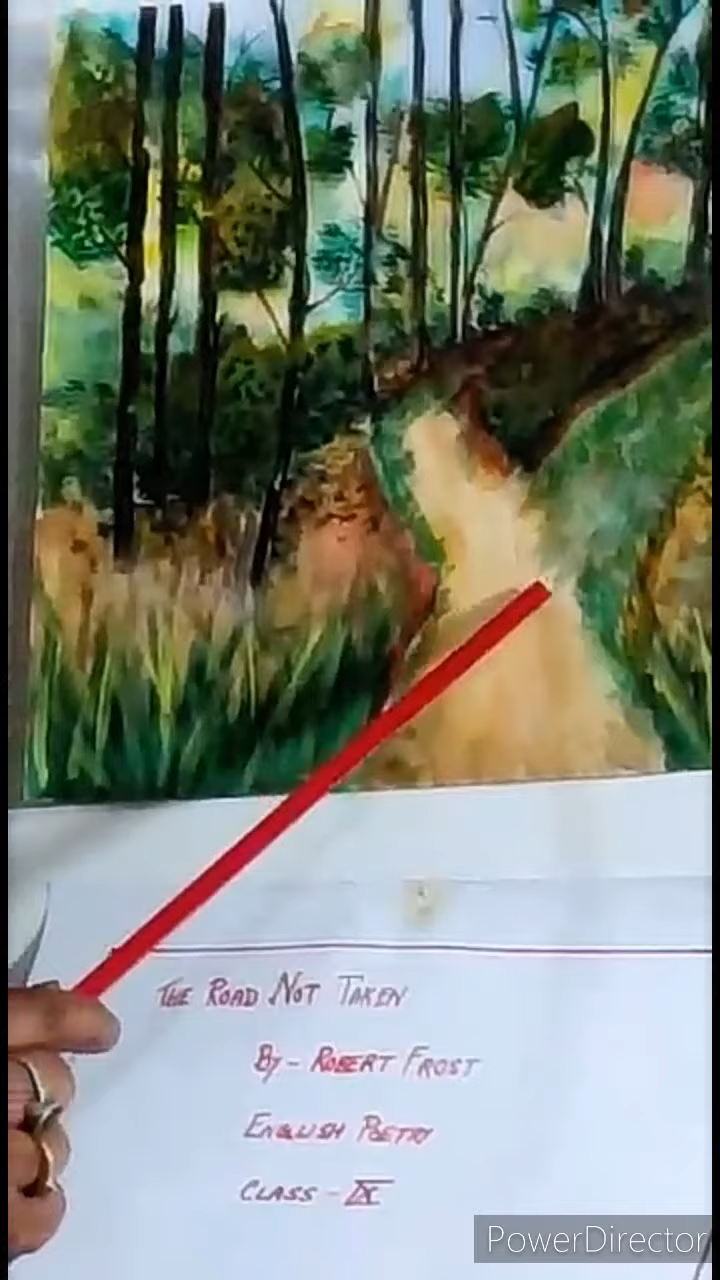 THE ROAD NOT TAKEN
By - ROBERT FROST
ENGLISH POETRY
CLASS - IX
PowerDirector